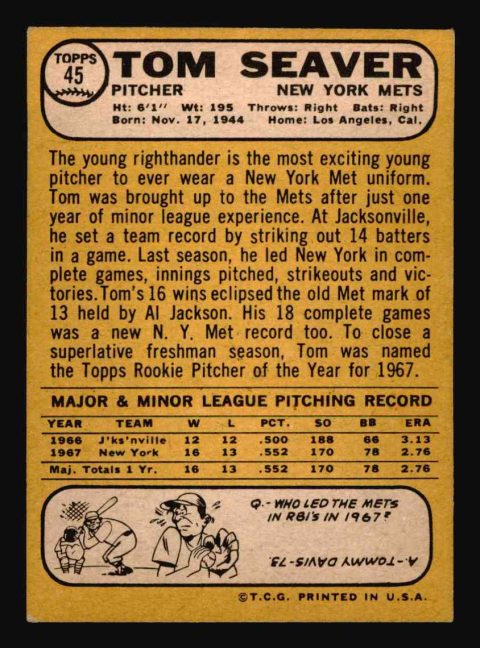 TOPPS
45
TOM SEAVER
PITCHER NEW YORK METS
Ht: 6'1" Wt: 195 Throws: Right Bats: Right
Born: Nov. 17, 1944 Home: Los Angeles, Cal.
The young righthander is the most exciting young
pitcher to ever wear a New York Met uniform.
Tom was brought up to the Mets after just one
year of minor league experience. At Jacksonville,
he set a team record by striking out 14 batters
in a game. Last season, he led New York in com-
plete games, innings pitched, strikeouts and vic-
tories. Tom's 16 wins eclipsed the old Met mark of
13 held by Al Jackson. His 18 complete games
was a new N. Y. Met record too. To close a
superlative freshman season, Tom was named
the Topps Rookie Pitcher of the Year for 1967.
MAJOR & MINOR LEAGUE PITCHING RECORD
YEAR TEAM W L PCT. SO BB ERA
1966 J'ks'nville 12 12 .500 188 66 3.13
1967 New York 16 13 .552 170 78 2.76
Maj. Totals 1 Yr. 16 13 .552 170 78 2.76
Q.- WHO LED THE METS
IN RBI'S IN 1967?
A.- TOMMY DAVIS-73.
©T.C.G. PRINTED IN U.S.A.